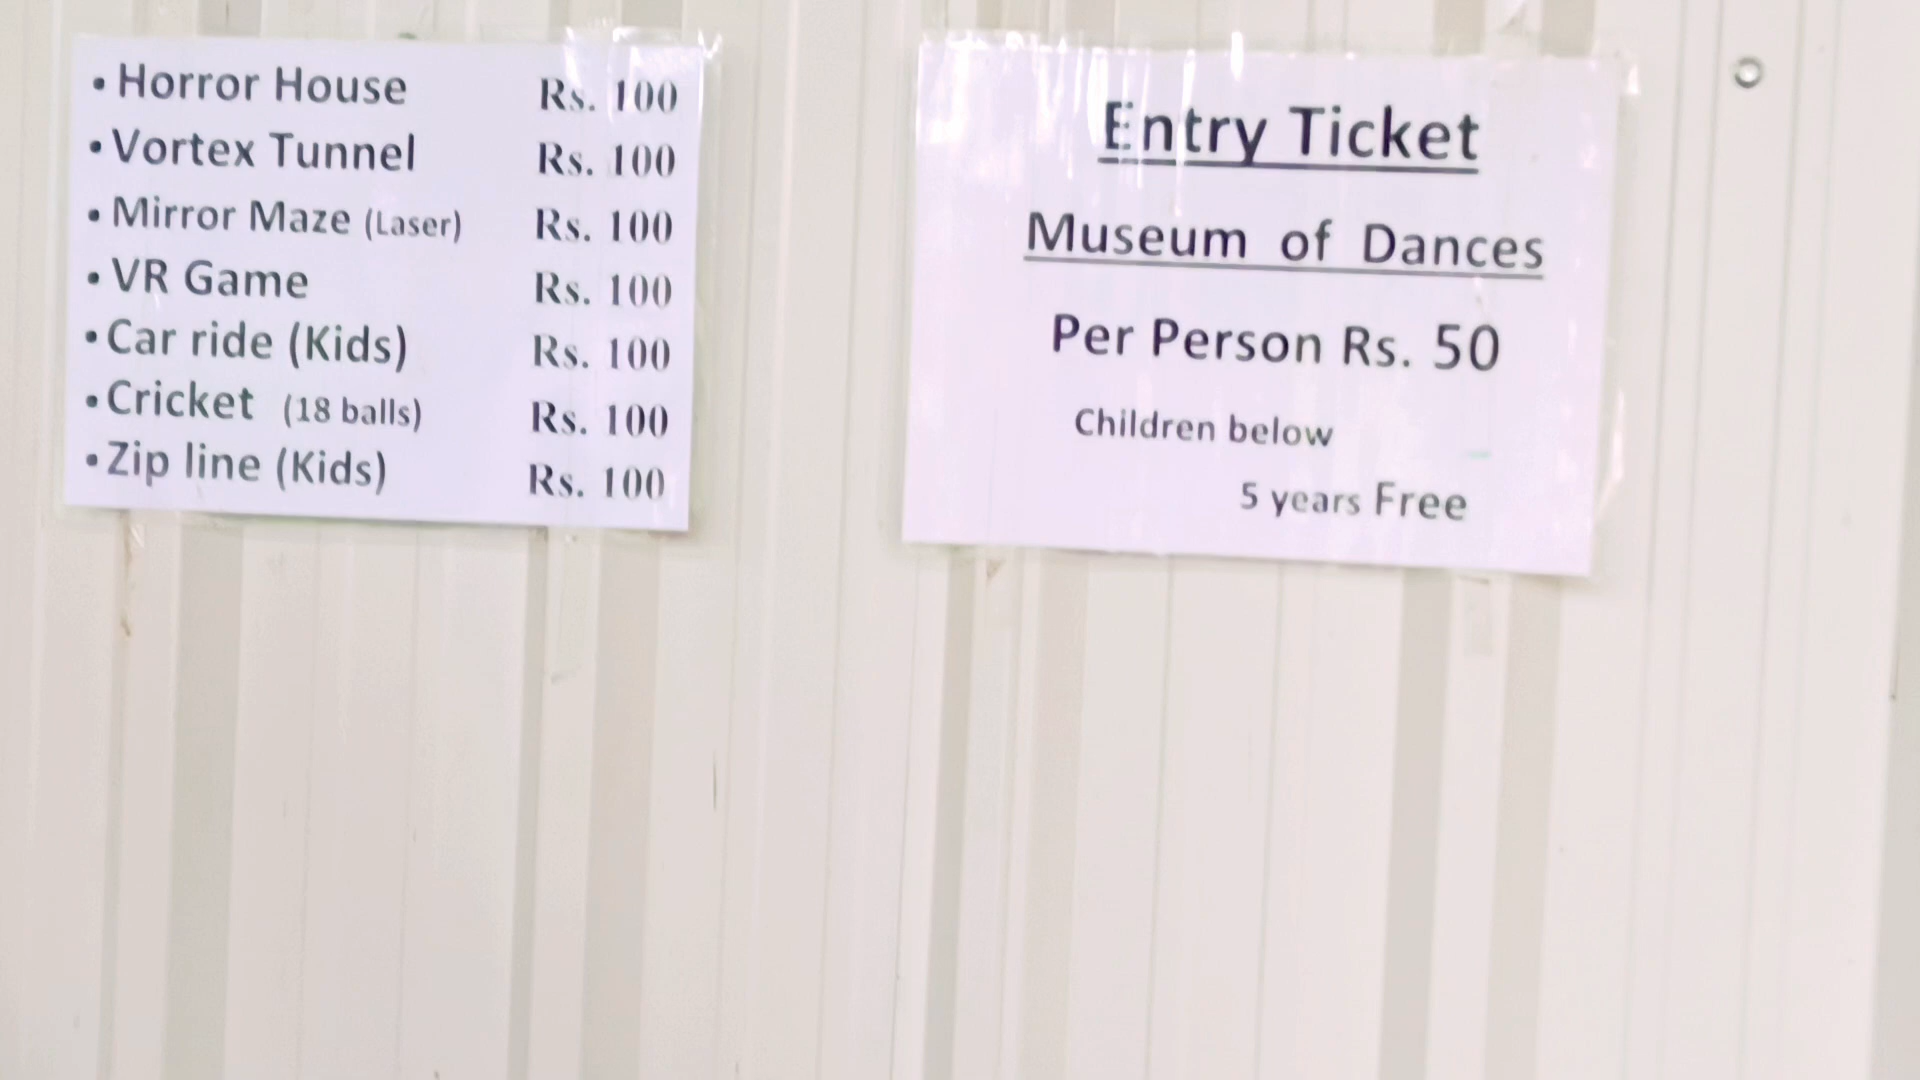 • Horror House Rs. 100
• Vortex Tunnel Rs. 100
• Mirror Maze (Laser) Rs. 100
• VR Game Rs. 100
• Car ride (Kids) Rs. 100
• Cricket (18 balls) Rs. 100
• Zip line (Kids) Rs. 100
Entry Ticket
Museum of Dances
Per Person Rs. 50
Children below
5 years Free